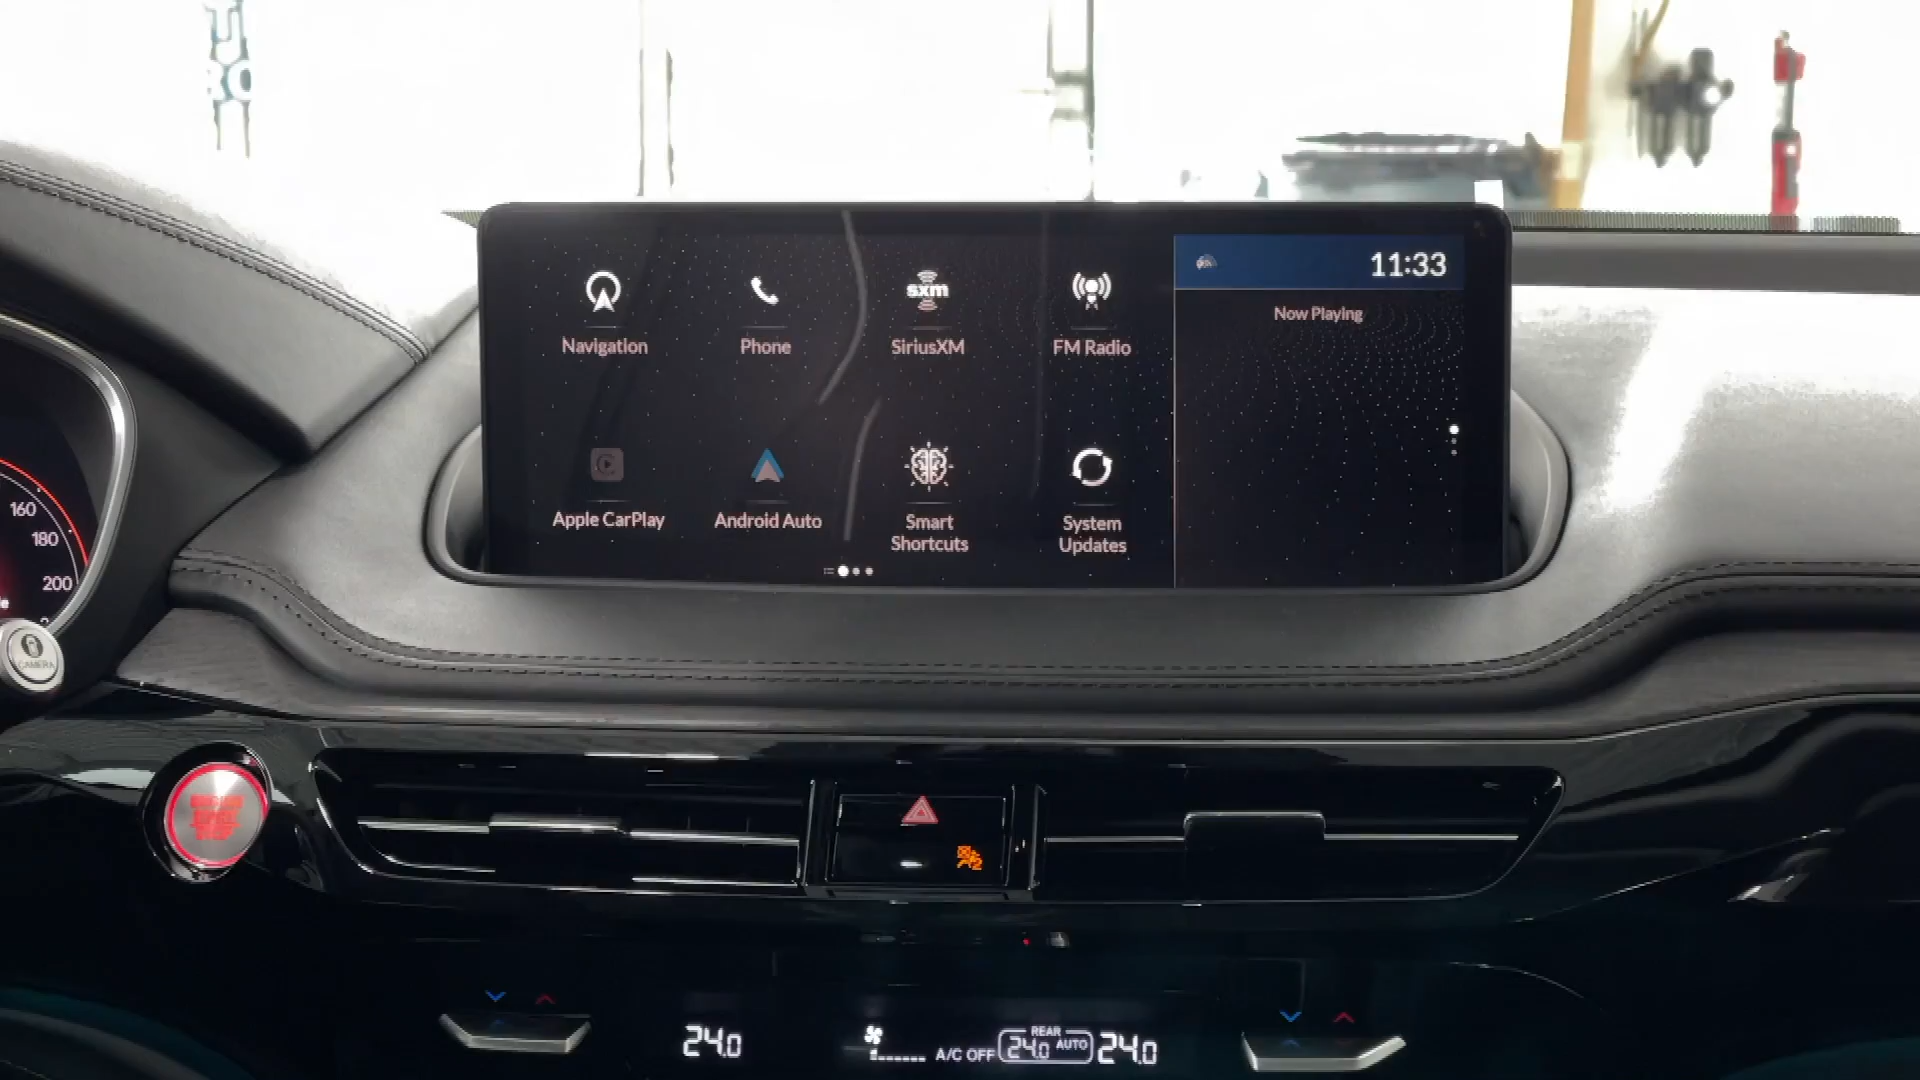 11:33
Navigation
Phone
sxm
SiriusXM
FM Radio
Now Playing
Apple CarPlay
Android Auto
Smart
Shortcuts
System
Updates
160
180
200
CAMERA
24.0
A/C OFF
REAR
24.0 AUTO
24.0